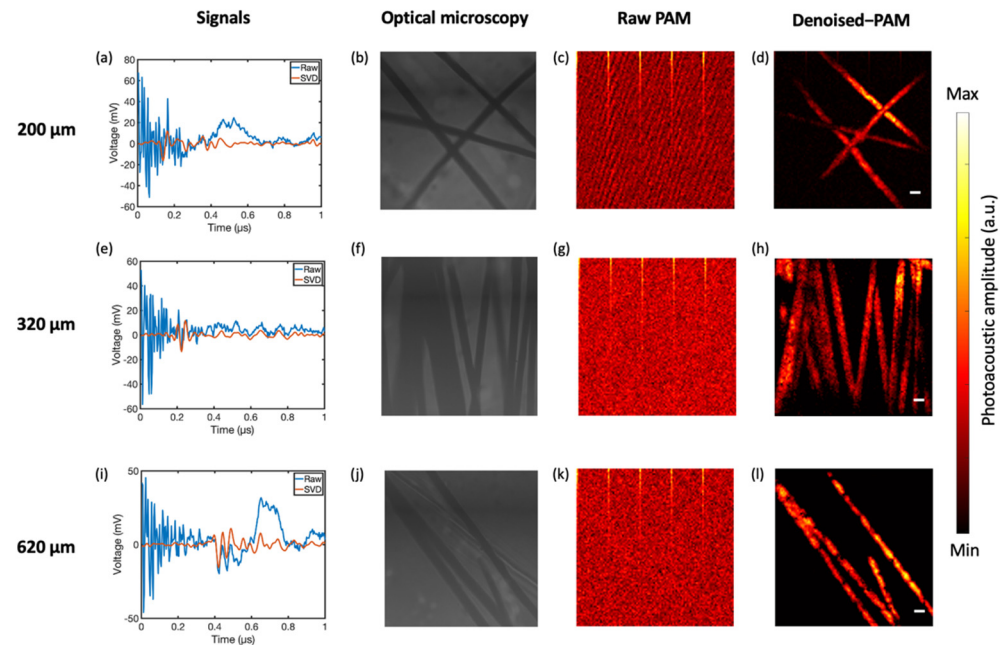 Signals
Optical microscopy
Raw PAM
Denoised–PAM
200 µm
(a)
80
60
40
20
0
-20
-40
-60
Voltage (mV)
0 0.2 0.4 0.6 0.8 1
Time (µs)
Raw
SVD
(b)
(c)
(d)
320 µm
(e)
60
40
20
0
-20
-40
-60
Voltage (mV)
0 0.2 0.4 0.6 0.8 1
Time (µs)
Raw
SVD
(f)
(g)
(h)
620 µm
(i)
50
0
-50
Voltage (mV)
0 0.2 0.4 0.6 0.8 1
Time (µs)
Raw
SVD
(j)
(k)
(l)
Max
Photoacoustic amplitude (a.u.)
Min